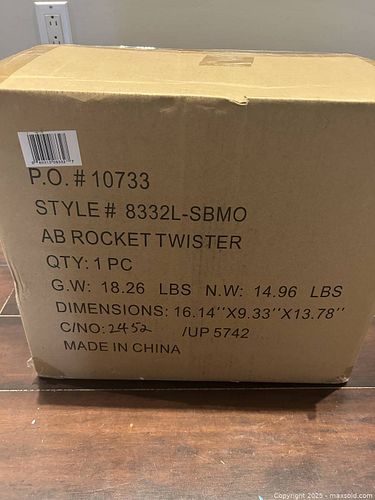 P.O. # 10733
STYLE # 8332L-SBMO
AB ROCKET TWISTER
QTY: 1 PC
G.W: 18.26 LBS N.W: 14.96 LBS
DIMENSIONS: 16.14''X9.33''X13.78''
C/NO: 2452 /UP 5742
MADE IN CHINA
Copyright 2025 - maxsold.com